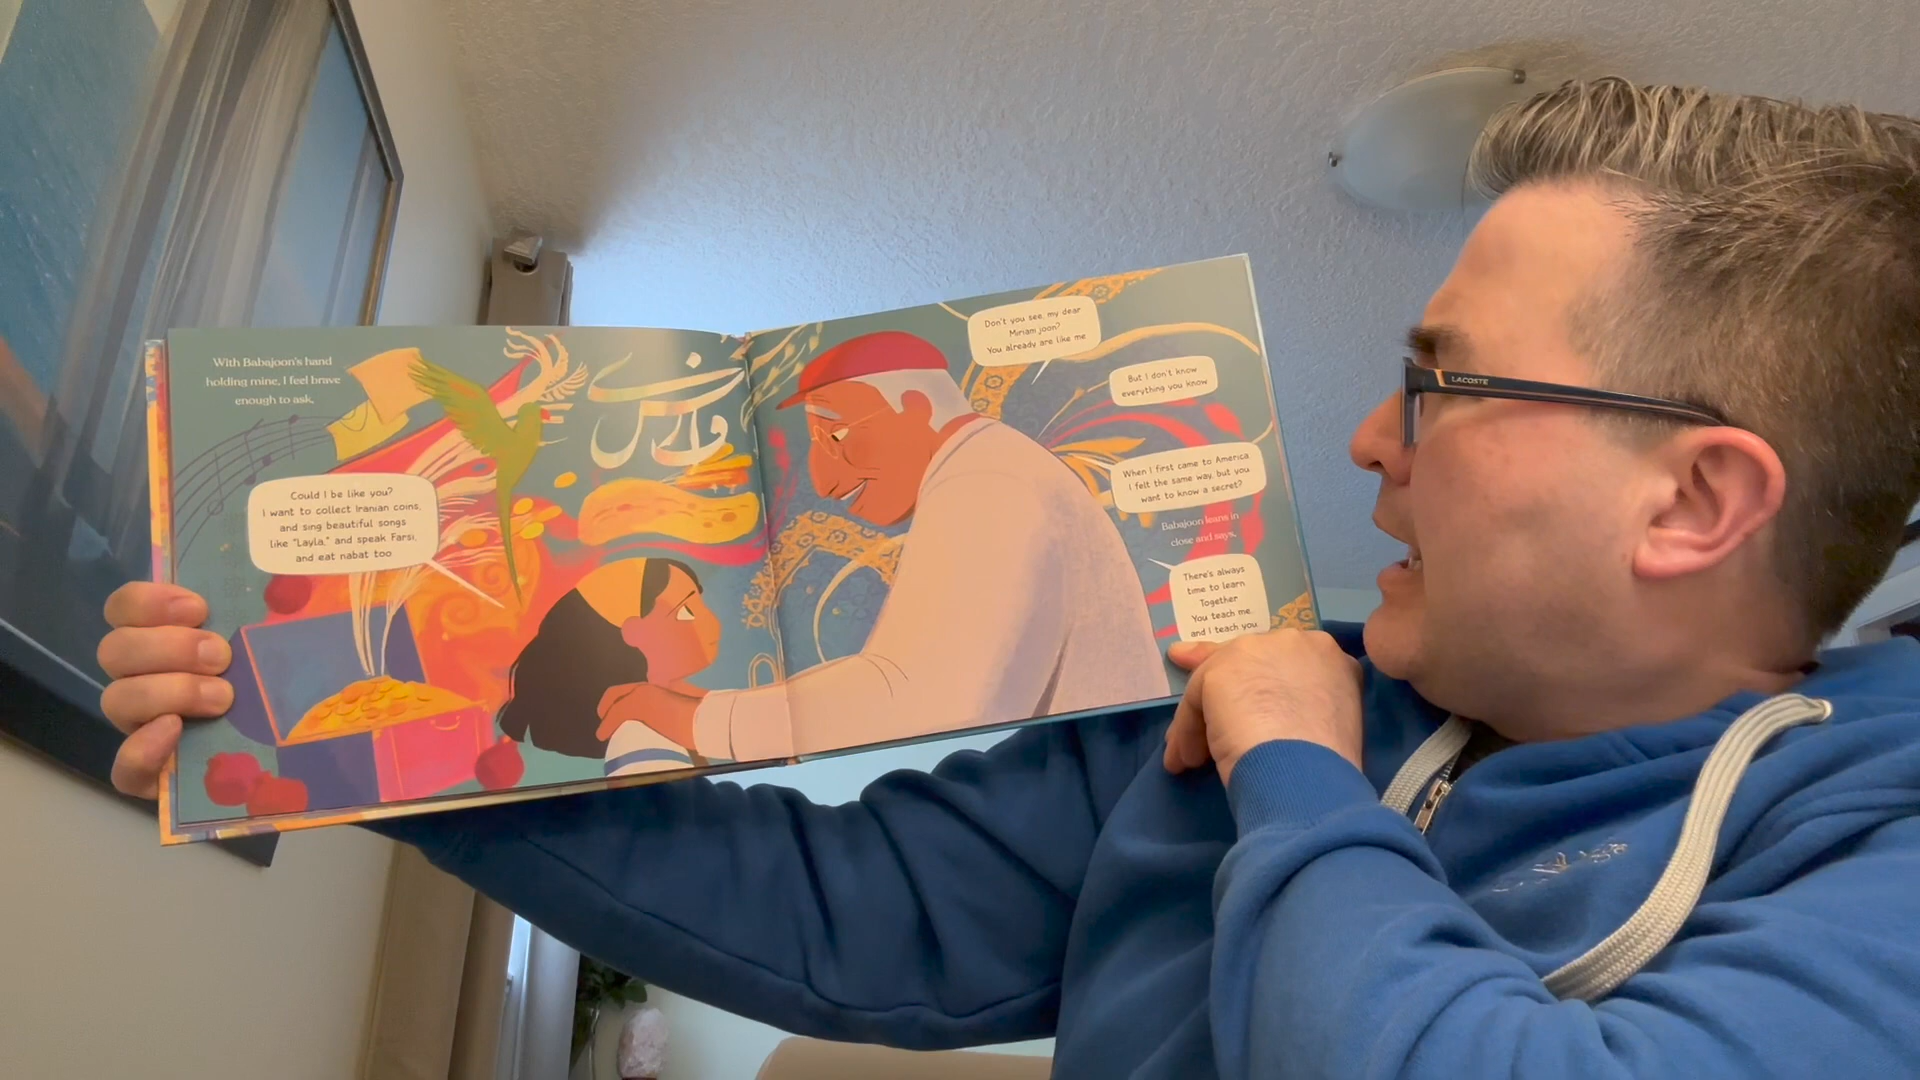 With Babajoon's hand
holding mine, I feel brave
enough to ask,
Could I be like you?
I want to collect Iranian coins,
and sing beautiful songs
like "Layla," and speak Farsi,
and eat nabat too
فارسی
Don't you see, my dear
Miriam joon?
You already are like me
But I don't know
everything you know
When I first came to America
I felt the same way, but you
want to know a secret?
Babajoon leans in
close and says,
There's always
time to learn
Together
You teach me,
and I teach you
LACOSTE